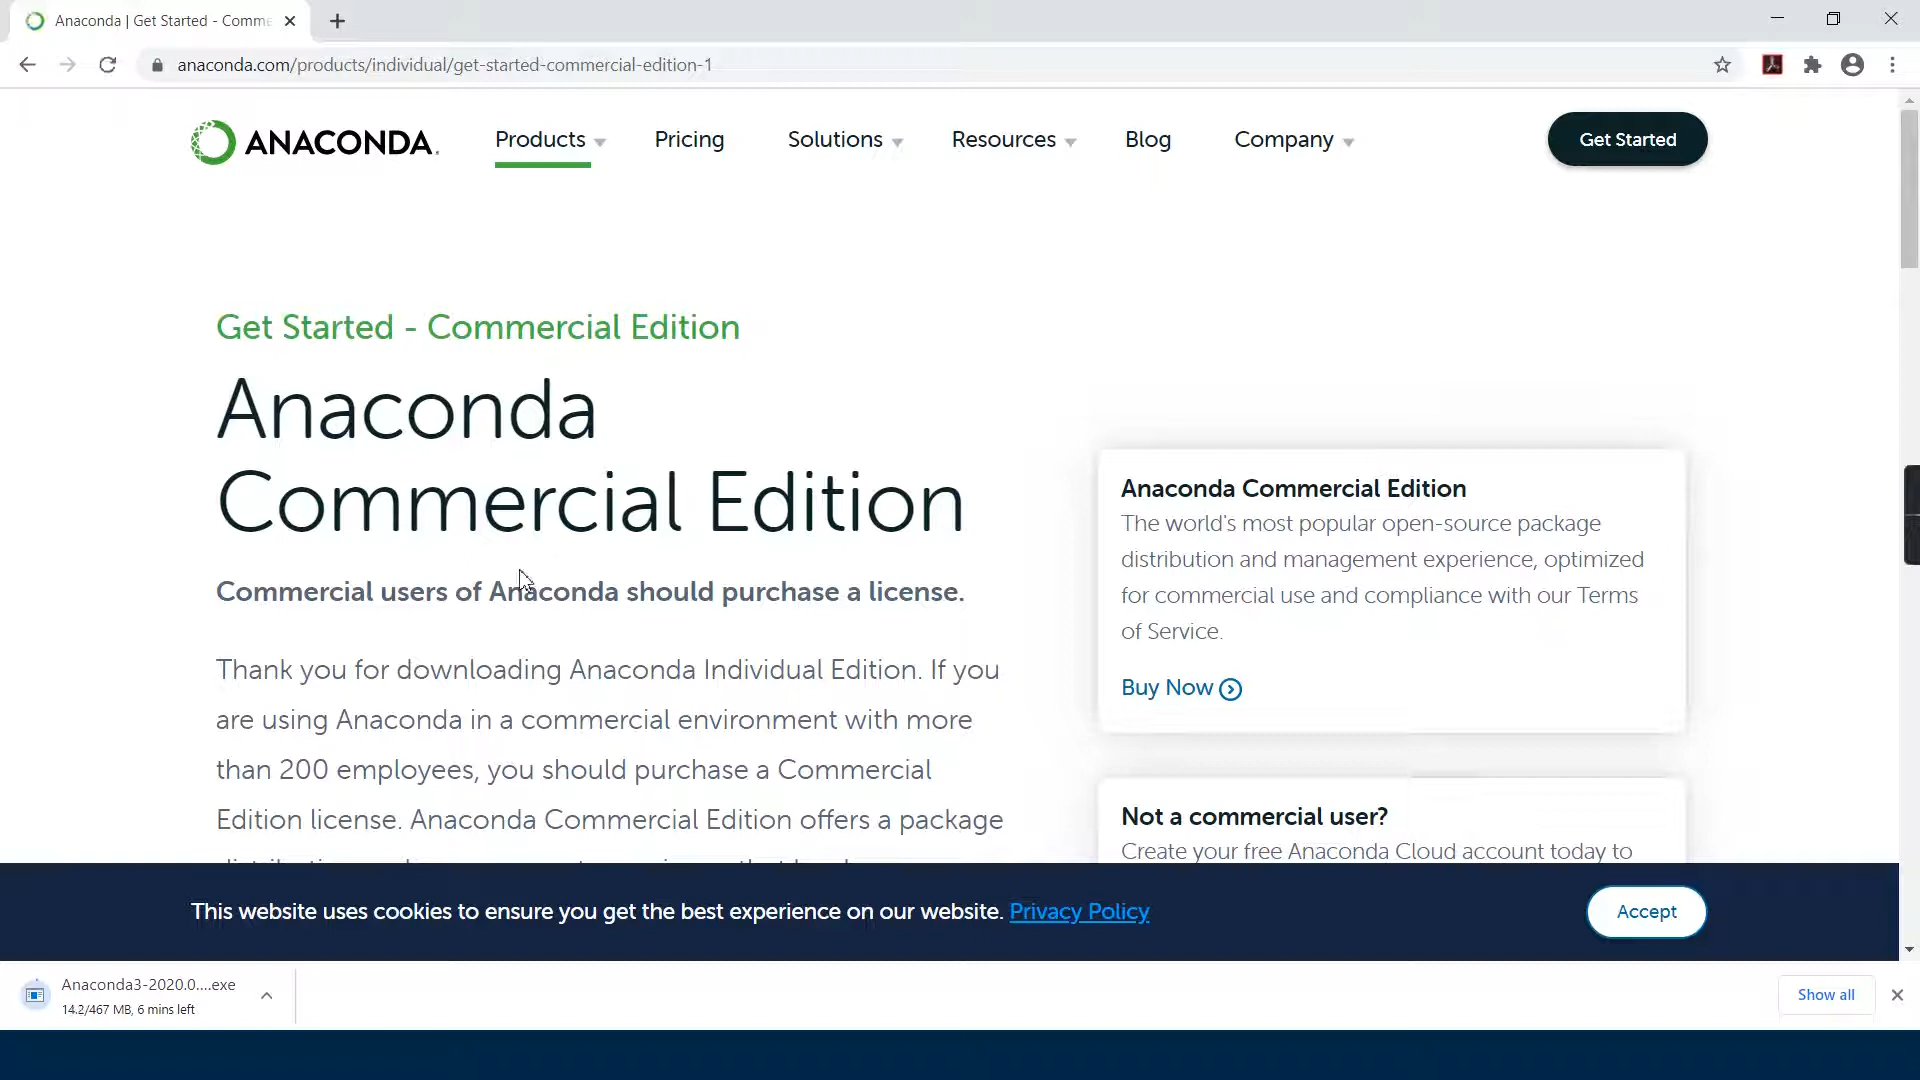 Anaconda | Get Started - Comme
anaconda.com/products/individual/get-started-commercial-edition-1
ANACONDA.
Products
Pricing
Solutions
Resources
Blog
Company
Get Started
Get Started - Commercial Edition
Anaconda
Commercial Edition
Commercial users of Anaconda should purchase a license.
Thank you for downloading Anaconda Individual Edition. If you
are using Anaconda in a commercial environment with more
than 200 employees, you should purchase a Commercial
Edition license. Anaconda Commercial Edition offers a package
Anaconda Commercial Edition
The world's most popular open-source package
distribution and management experience, optimized
for commercial use and compliance with our Terms
of Service.
Buy Now
Not a commercial user?
Create your free Anaconda Cloud account today to
This website uses cookies to ensure you get the best experience on our website. Privacy Policy
Accept
Anaconda3-2020.0....exe
14.2/467 MB, 6 mins left
Show all